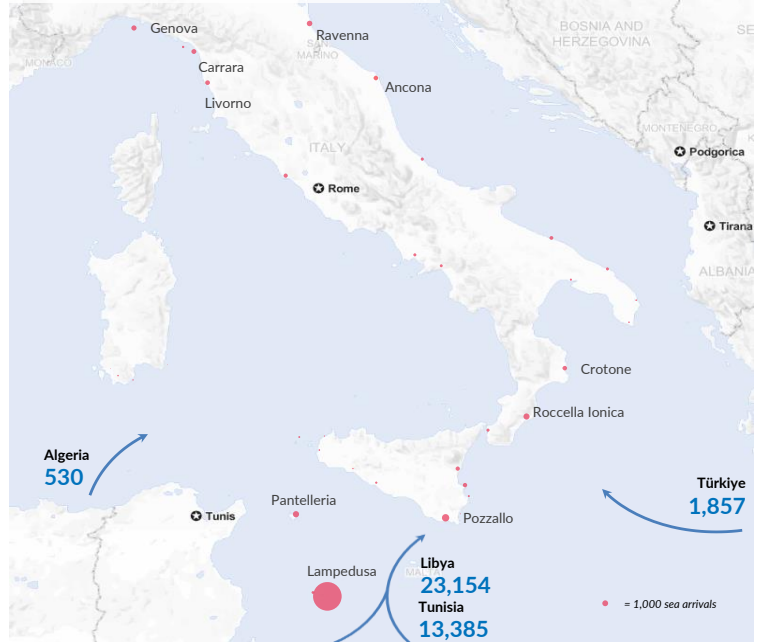 Genova
Ravenna
BOSNIA AND
HERZEGOVINA
SE
SAN
MARINO
MONACO
Carrara
Ancona
Livorno
ITALY
MONTENEGRO
K
Podgorica
Rome
Tirana
ALBANIA
Crotone
Roccella Ionica
Algeria
530
Türkiye
1,857
Pantelleria
Tunis
Pozzallo
Lampedusa
Libya
23,154
Tunisia
13,385
= 1,000 sea arrivals